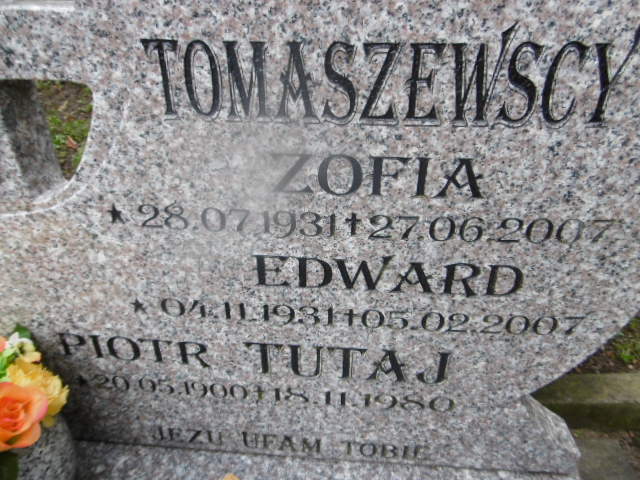 TOMASZEWSCY
ZOFIA
★ 28.07.1931 † 27.06.2007
EDWARD
★ 04.11.1931 † 05.02.2007
PIOTR TUTAJ
★ 20.05.1900 † 18.11.1980
JEZU UFAM TOBIE